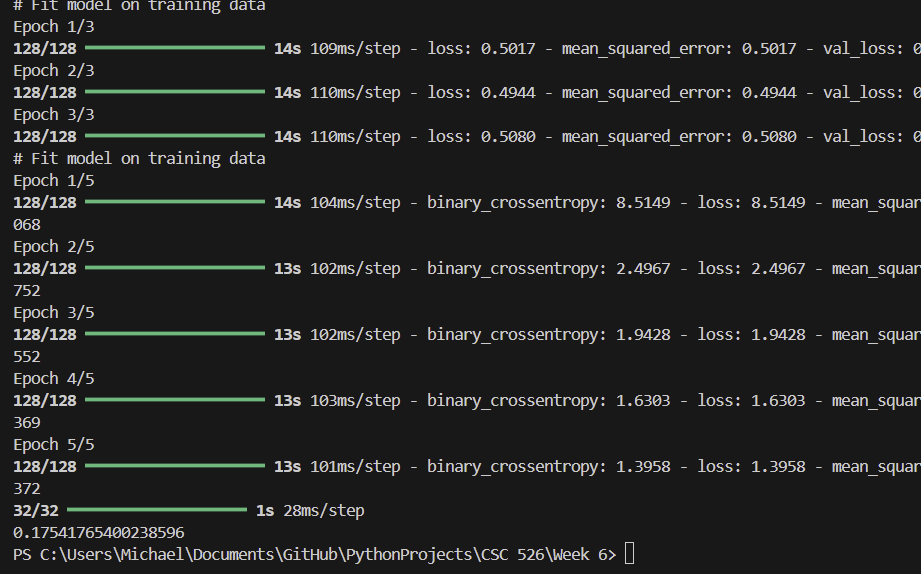 # Fit model on training data
Epoch 1/3
128/128 ━━━━━━━━━━━━━━━━━━━━ 14s 109ms/step - loss: 0.5017 - mean_squared_error: 0.5017 - val_loss: 0
Epoch 2/3
128/128 ━━━━━━━━━━━━━━━━━━━━ 14s 110ms/step - loss: 0.4944 - mean_squared_error: 0.4944 - val_loss: 0
Epoch 3/3
128/128 ━━━━━━━━━━━━━━━━━━━━ 14s 110ms/step - loss: 0.5080 - mean_squared_error: 0.5080 - val_loss: 0
# Fit model on training data
Epoch 1/5
128/128 ━━━━━━━━━━━━━━━━━━━━ 14s 104ms/step - binary_crossentropy: 8.5149 - loss: 8.5149 - mean_squar
068
Epoch 2/5
128/128 ━━━━━━━━━━━━━━━━━━━━ 13s 102ms/step - binary_crossentropy: 2.4967 - loss: 2.4967 - mean_squar
752
Epoch 3/5
128/128 ━━━━━━━━━━━━━━━━━━━━ 13s 102ms/step - binary_crossentropy: 1.9428 - loss: 1.9428 - mean_squar
552
Epoch 4/5
128/128 ━━━━━━━━━━━━━━━━━━━━ 13s 103ms/step - binary_crossentropy: 1.6303 - loss: 1.6303 - mean_squar
369
Epoch 5/5
128/128 ━━━━━━━━━━━━━━━━━━━━ 13s 101ms/step - binary_crossentropy: 1.3958 - loss: 1.3958 - mean_squar
372
32/32 ━━━━━━━━━━━━━━━━━━━━ 1s 28ms/step
0.17541765400238596
PS C:\Users\Michael\Documents\GitHub\PythonProjects\CSC 526\Week 6>